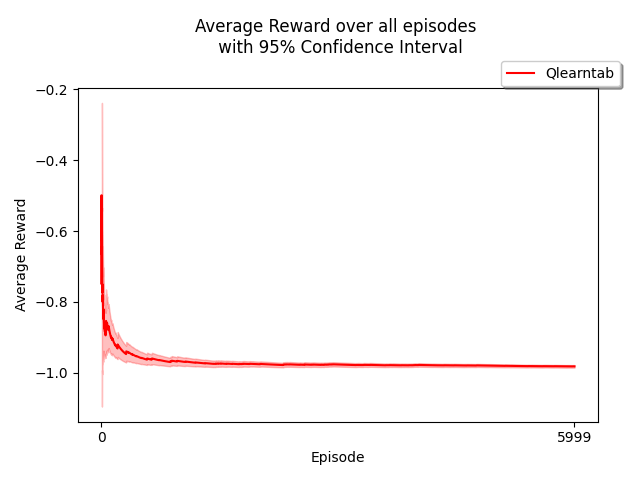 Average Reward over all episodes
with 95% Confidence Interval
Qlearntab
−0.2
−0.4
−0.6
−0.8
−1.0
Average Reward
0
5999
Episode